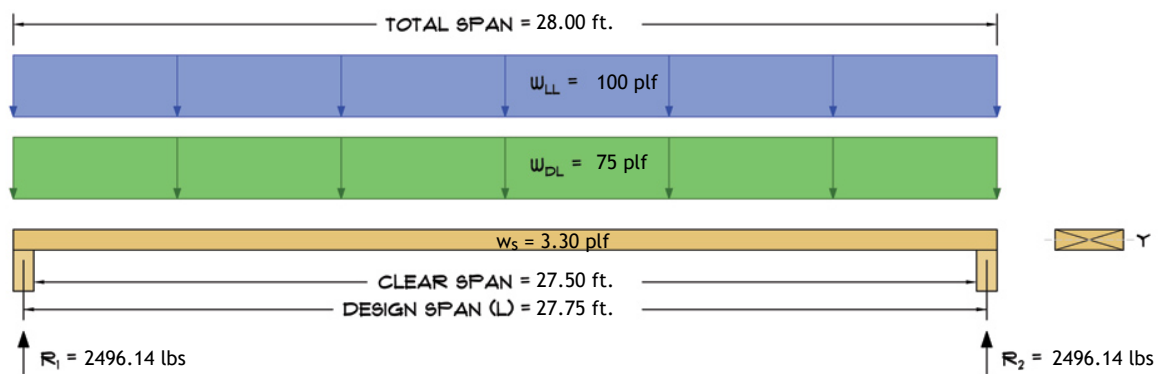 TOTAL SPAN = 28.00 ft.
WLL = 100 plf
WDL = 75 plf
ws = 3.30 plf
Y
CLEAR SPAN = 27.50 ft.
DESIGN SPAN (L) = 27.75 ft.
R1 = 2496.14 lbs
R2 = 2496.14 lbs